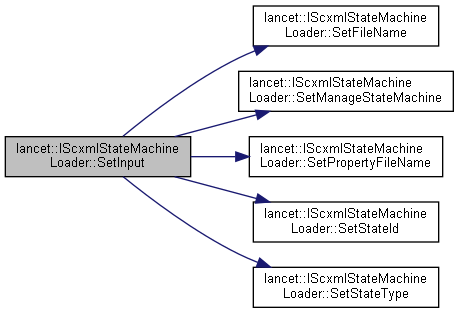 lancet::IScxmlStateMachine
Loader::SetInput
lancet::IScxmlStateMachine
Loader::SetFileName
lancet::IScxmlStateMachine
Loader::SetManageStateMachine
lancet::IScxmlStateMachine
Loader::SetPropertyFileName
lancet::IScxmlStateMachine
Loader::SetStateId
lancet::IScxmlStateMachine
Loader::SetStateType